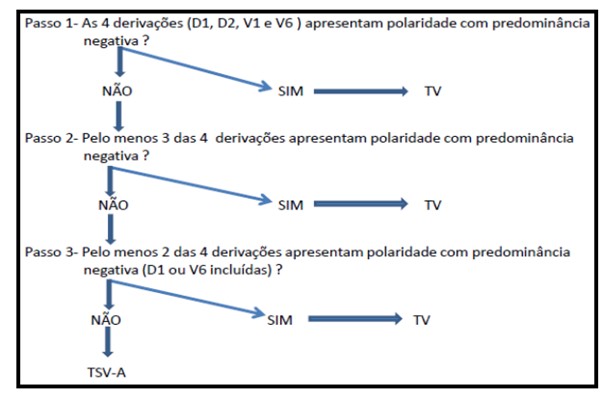 Passo 1- As 4 derivações (D1, D2, V1 e V6 ) apresentam polaridade com predominância
negativa ?
NÃO SIM TV
Passo 2- Pelo menos 3 das 4 derivações apresentam polaridade com predominância
negativa ?
NÃO SIM TV
Passo 3- Pelo menos 2 das 4 derivações apresentam polaridade com predominância
negativa (D1 ou V6 incluídas) ?
NÃO SIM TV
TSV-A